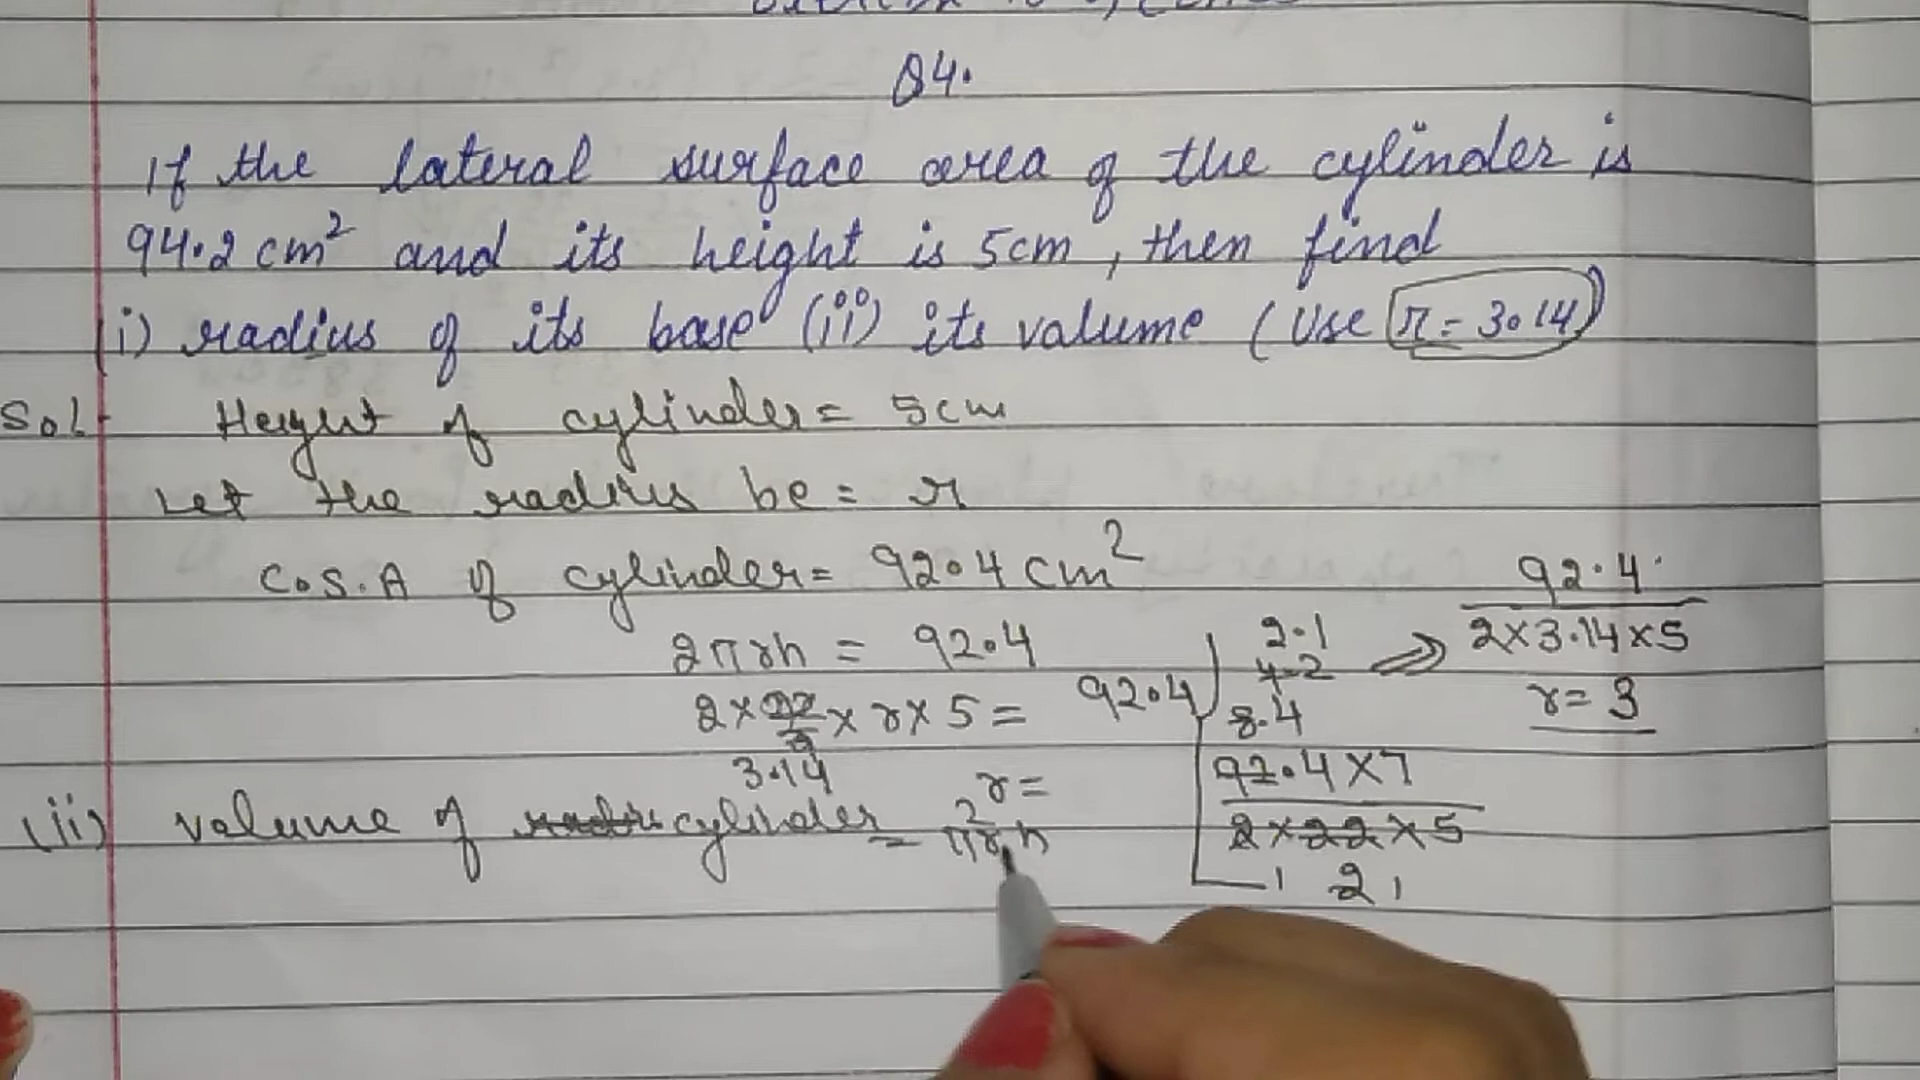 Q4.
If the lateral surface area of the cylinder is
94.2 cm² and its height is 5cm, then find
(i) radius of its base (ii) its valume (Use π = 3.14)
Sol- Height of cylinder = 5cm
Let the radius be = r
C.S.A of cylinder = 92.4 cm²
2πrh = 92.4
2 × 22/7 × r × 5 = 92.4
3.14
r =
2.1
4.2
8.4
92.4 × 7
2 × 22 × 5
1 2 1
⇒ 92.4
2 × 3.14 × 5
r = 3
(ii) valume of cylinder = πr²h